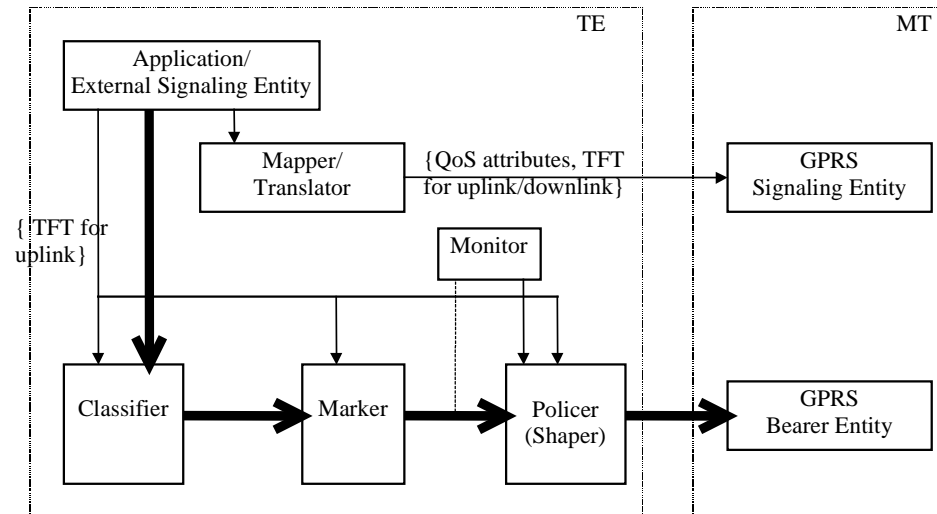 TE
MT
Application/
External Signaling Entity
Mapper/
Translator
{QoS attributes, TFT
for uplink/downlink}
GPRS
Signaling Entity
{ TFT for
uplink}
Monitor
Classifier
Marker
Policer
(Shaper)
GPRS
Bearer Entity